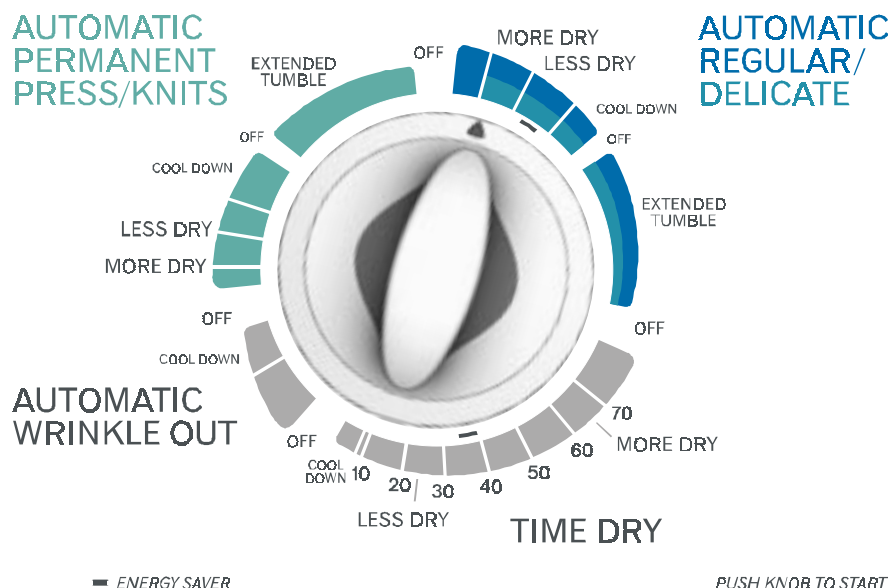 AUTOMATIC
PERMANENT
PRESS/KNITS
EXTENDED
TUMBLE
OFF
MORE DRY
LESS DRY
COOL DOWN
OFF
AUTOMATIC
REGULAR/
DELICATE
EXTENDED
TUMBLE
OFF
OFF
COOL DOWN
LESS DRY
MORE DRY
OFF
COOL DOWN
AUTOMATIC
WRINKLE OUT
OFF
COOL
DOWN
10
20
30
40
50
60
70
LESS DRY
MORE DRY
TIME DRY
ENERGY SAVER
PUSH KNOB TO START